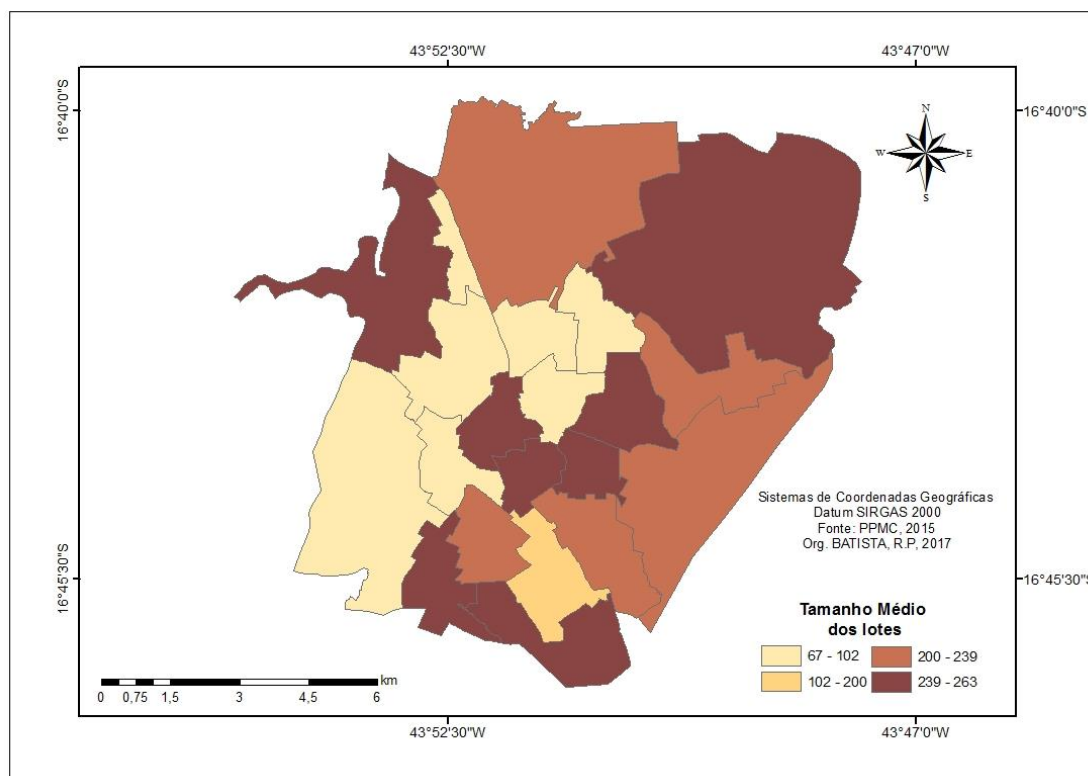 43°52'30"W
43°47'0"W
16°40'0"S
16°40'0"S
N
W
E
S
Sistemas de Coordenadas Geográficas
Datum SIRGAS 2000
Fonte: PPMC, 2015
Org. BATISTA, R.P, 2017
16°45'30"S
16°45'30"S
Tamanho Médio
dos lotes
67 - 102
200 - 239
102 - 200
239 - 263
km
0 0,75 1,5 3 4,5 6
43°52'30"W
43°47'0"W